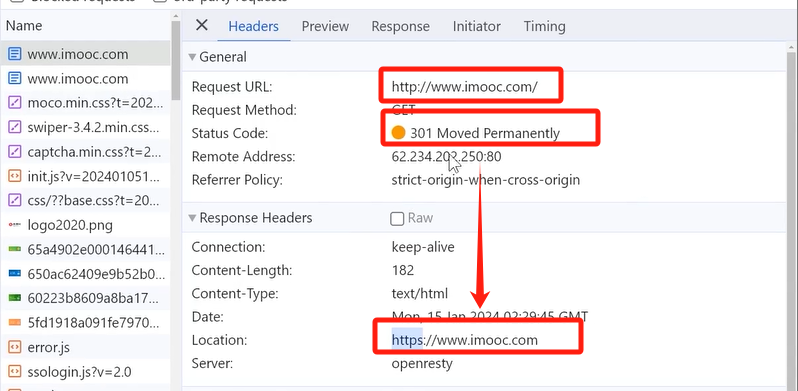 Name
www.imooc.com
www.imooc.com
moco.min.css?t=202...
swiper-3.4.2.min.css...
captcha.min.css?t=20...
init.js?v=202401051...
css/??base.css?t=20...
logo2020.png
65a4902e000146441...
650ac62409e9b52b0...
60223b8609a8ba17...
5fd1918a091fe7970...
error.js
ssologin.js?v=2.0
Headers Preview Response Initiator Timing
General
Request URL: http://www.imooc.com/
Request Method: GET
Status Code: 301 Moved Permanently
Remote Address: 62.234.202.250:80
Referrer Policy: strict-origin-when-cross-origin
Response Headers Raw
Connection: keep-alive
Content-Length: 182
Content-Type: text/html
Date: Mon, 15 Jan 2024 02:29:45 GMT
Location: https://www.imooc.com
Server: openresty